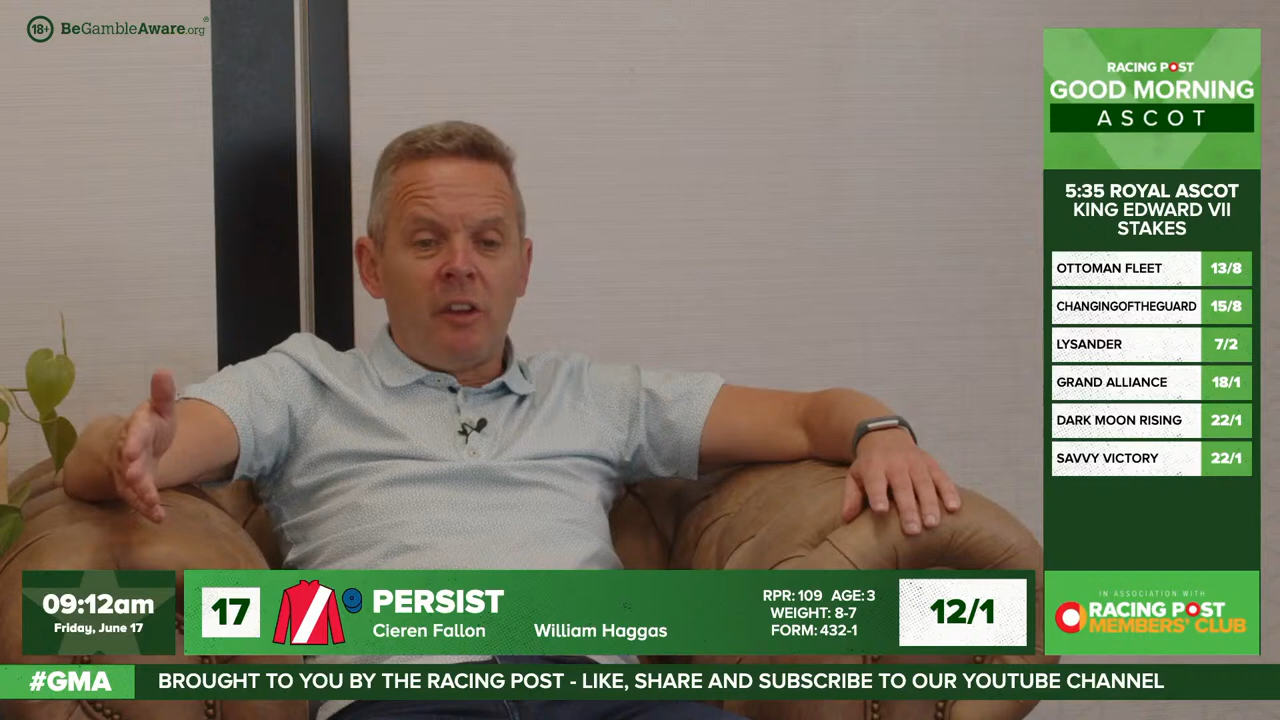 18+ BeGambleAware.org®
RACING POST
GOOD MORNING
ASCOT
5:35 ROYAL ASCOT
KING EDWARD VII
STAKES
OTTOMAN FLEET 13/8
CHANGINGOFTHEGUARD 15/8
LYSANDER 7/2
GRAND ALLIANCE 18/1
DARK MOON RISING 22/1
SAVVY VICTORY 22/1
09:12am
Friday, June 17
17
PERSIST
Cieren Fallon William Haggas
RPR: 109 AGE: 3
WEIGHT: 8-7
FORM: 432-1
12/1
IN ASSOCIATION WITH
RACING POST
MEMBERS' CLUB
#GMA
BROUGHT TO YOU BY THE RACING POST - LIKE, SHARE AND SUBSCRIBE TO OUR YOUTUBE CHANNEL